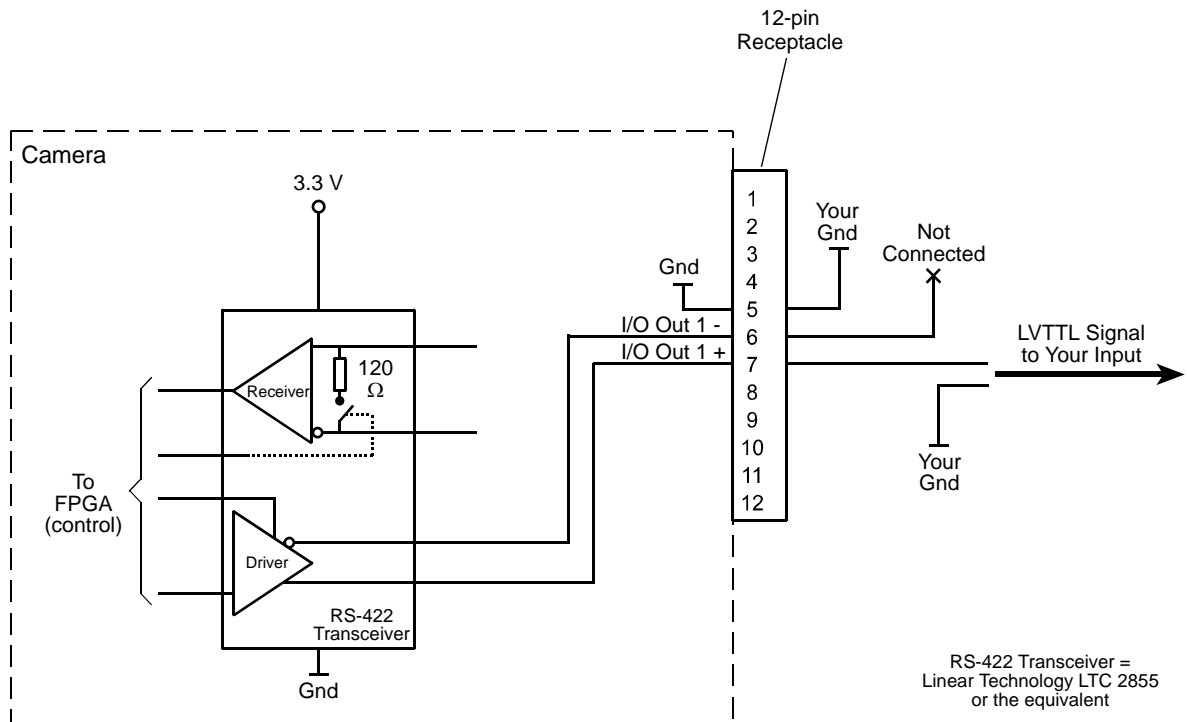 12-pin
Receptacle
Camera
3.3 V
1
2
3
4
5
6
7
8
9
10
11
12
Your
Gnd
Not
Connected
Gnd
I/O Out 1 -
I/O Out 1 +
LVTTL Signal
to Your Input
Your
Gnd
Receiver
120
Ω
To
FPGA
(control)
Driver
RS-422
Transceiver
Gnd
RS-422 Transceiver =
Linear Technology LTC 2855
or the equivalent